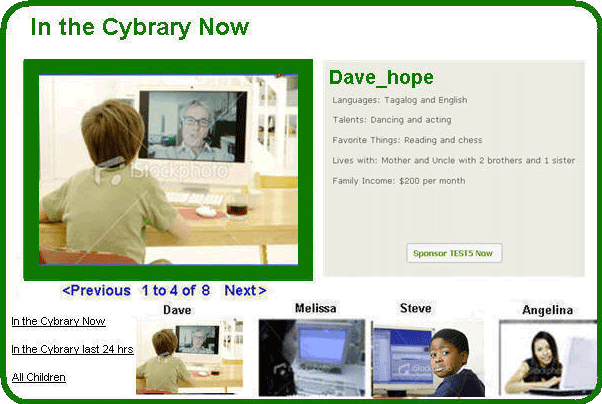 In the Cybrary Now
iStockphoto
Dave_hope
Languages: Tagalog and English
Talents: Dancing and acting
Favorite Things: Reading and chess
Lives with: Mother and Uncle with 2 brothers and 1 sister
Family Income: $200 per month
Sponsor TEST5 Now
<Previous 1 to 4 of 8 Next>
In the Cybrary Now
In the Cybrary last 24 hrs
All Children
Dave
Melissa
Steve
Angelina
iStockphoto